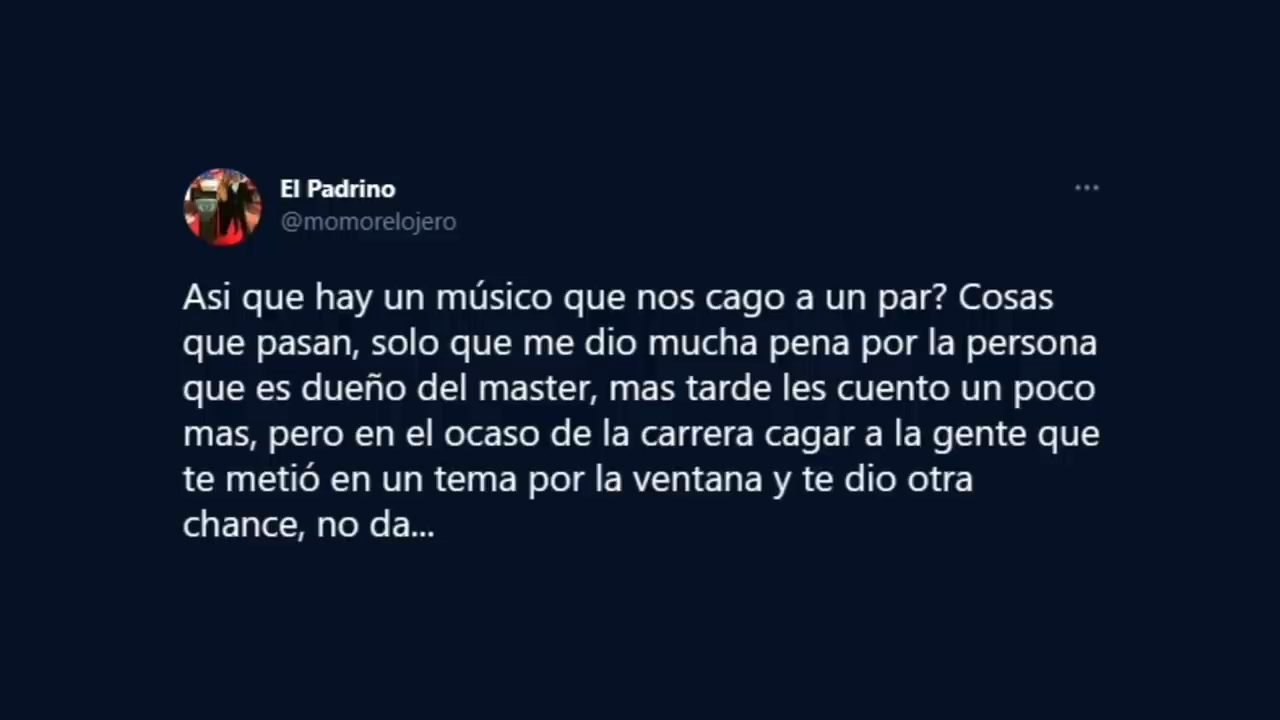 El Padrino
@momorelojero
Asi que hay un músico que nos cago a un par? Cosas
que pasan, solo que me dio mucha pena por la persona
que es dueño del master, mas tarde les cuento un poco
mas, pero en el ocaso de la carrera cagar a la gente que
te metió en un tema por la ventana y te dio otra
chance, no da...